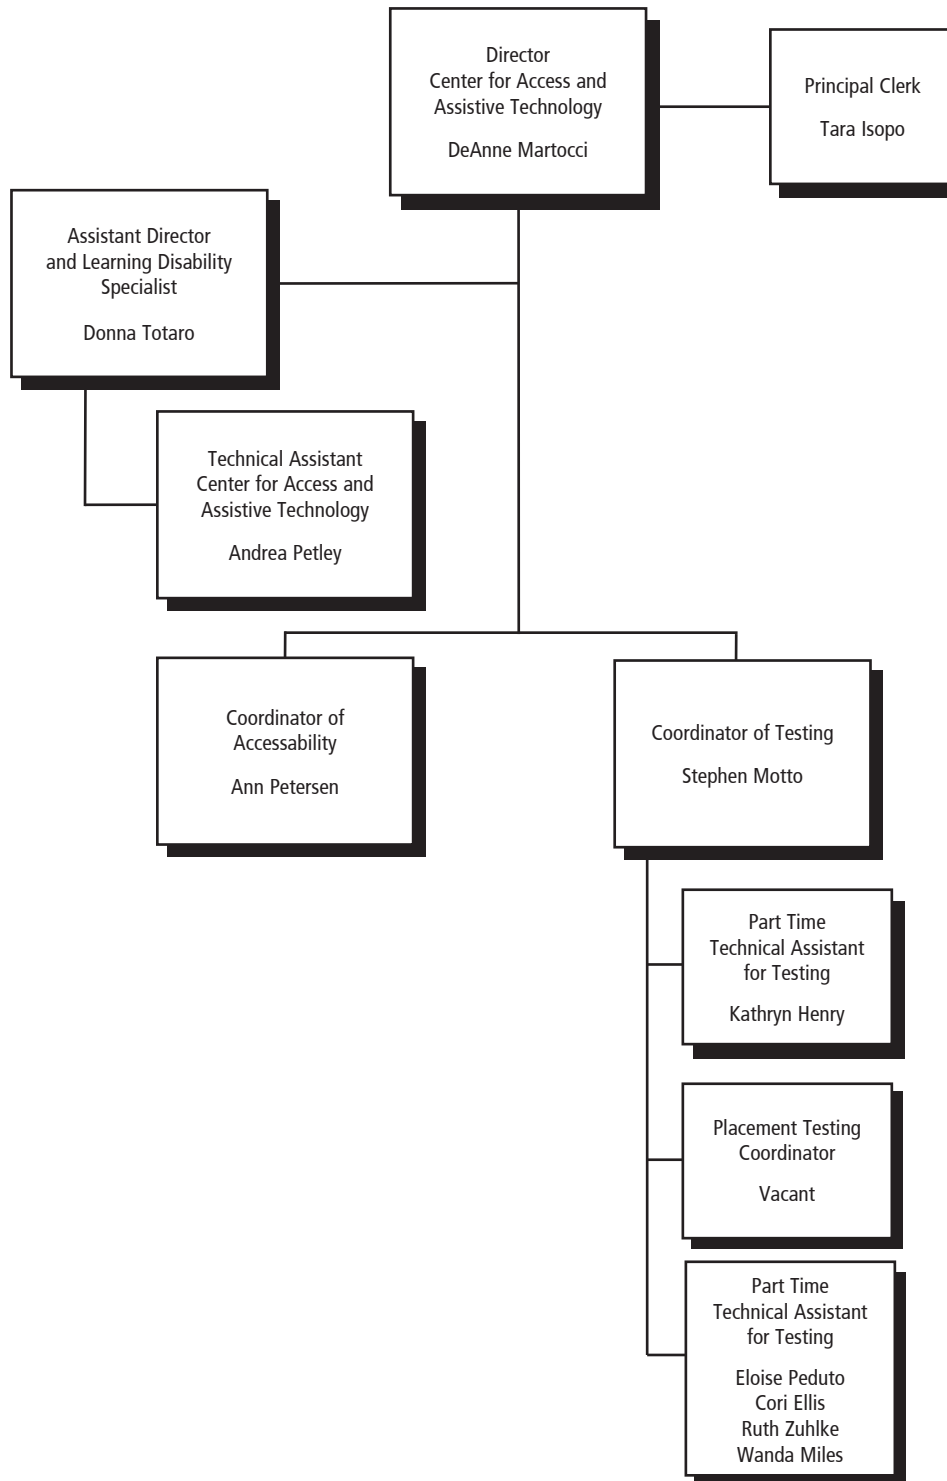 Director
Center for Access and
Assistive Technology
DeAnne Martocci
Principal Clerk
Tara Isopo
Assistant Director
and Learning Disability
Specialist
Donna Totaro
Technical Assistant
Center for Access and
Assistive Technology
Andrea Petley
Coordinator of
Accessability
Ann Petersen
Coordinator of Testing
Stephen Motto
Part Time
Technical Assistant
for Testing
Kathryn Henry
Placement Testing
Coordinator
Vacant
Part Time
Technical Assistant
for Testing
Eloise Peduto
Cori Ellis
Ruth Zuhlke
Wanda Miles